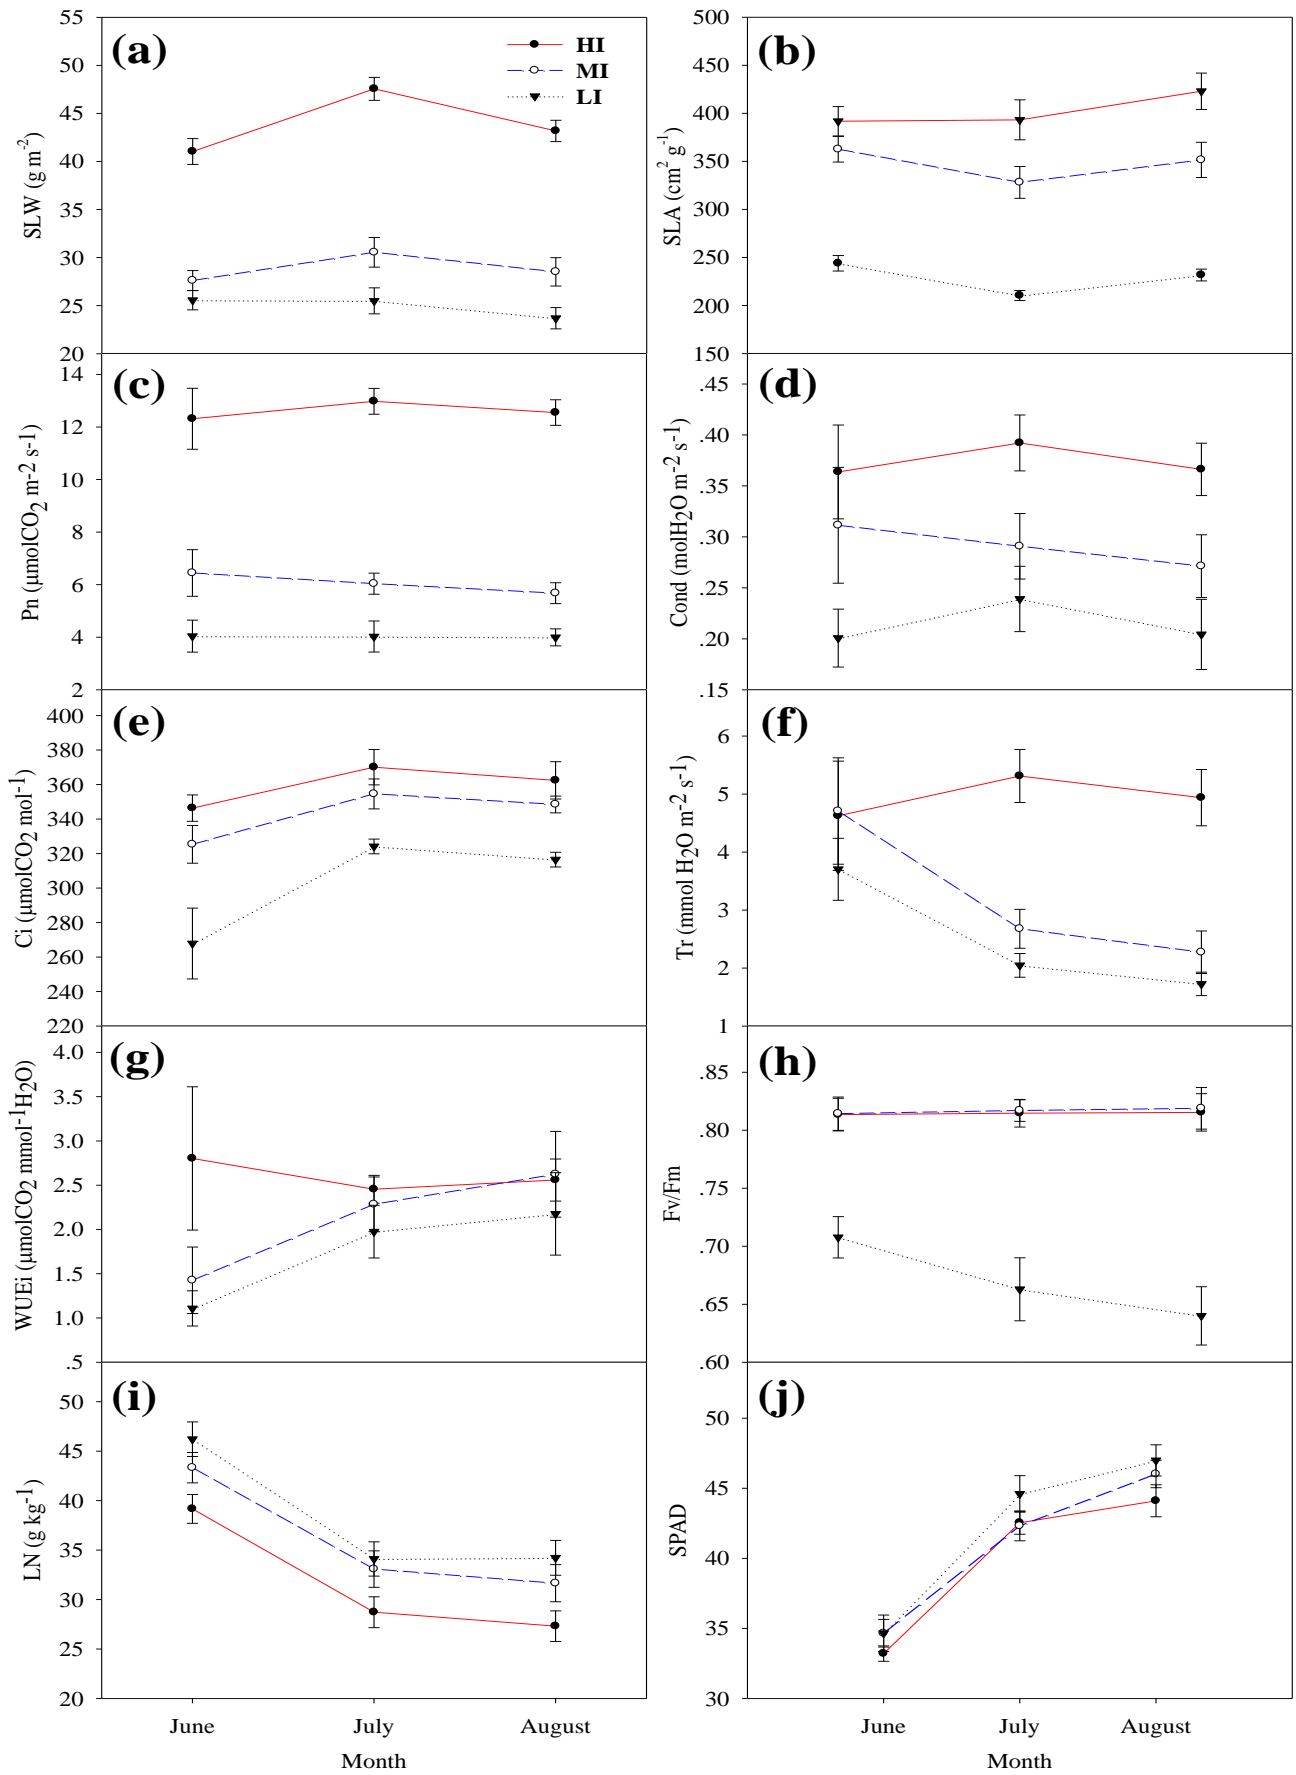 (a)
HI
MI
LI
55
50
45
40
35
30
25
20
SLW (g m-2)
(b)
500
450
400
350
300
250
200
150
SLA (cm2 g-1)
(c)
14
12
10
8
6
4
2
Pn (μmolCO2 m-2 s-1)
(d)
.45
.40
.35
.30
.25
.20
.15
Cond (molH2O m-2 s-1)
(e)
400
380
360
340
320
300
280
260
240
220
Ci (μmolCO2 mol-1)
(f)
6
5
4
3
2
1
Tr (mmol H2O m-2 s-1)
(g)
4.0
3.5
3.0
2.5
2.0
1.5
1.0
.5
WUEi (μmolCO2 mmol-1H2O)
(h)
.85
.80
.75
.70
.65
.60
Fv/Fm
(i)
50
45
40
35
30
25
20
LN (g kg-1)
June July August
Month
(j)
50
45
40
35
30
SPAD
June July August
Month